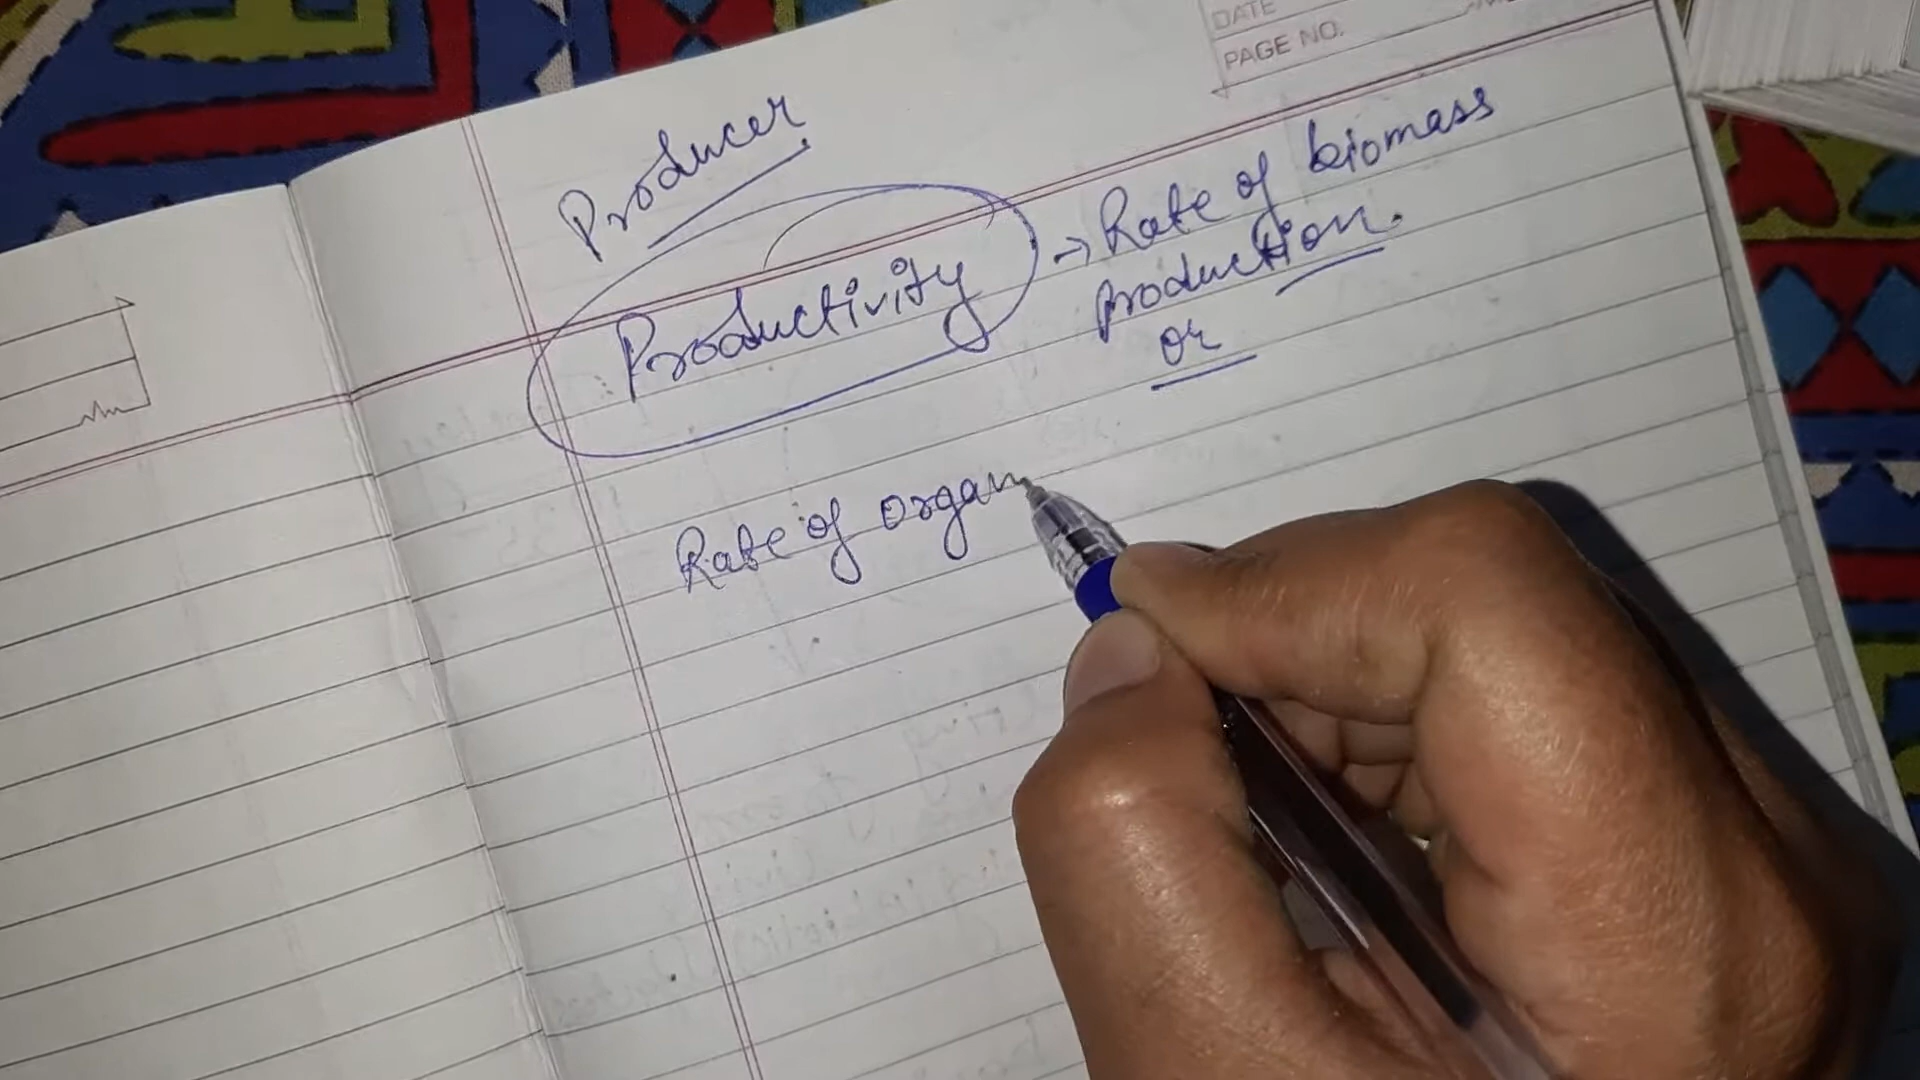 DATE
PAGE NO.
Producer
Productivity → Rate of biomass
production.
or
Rate of organ